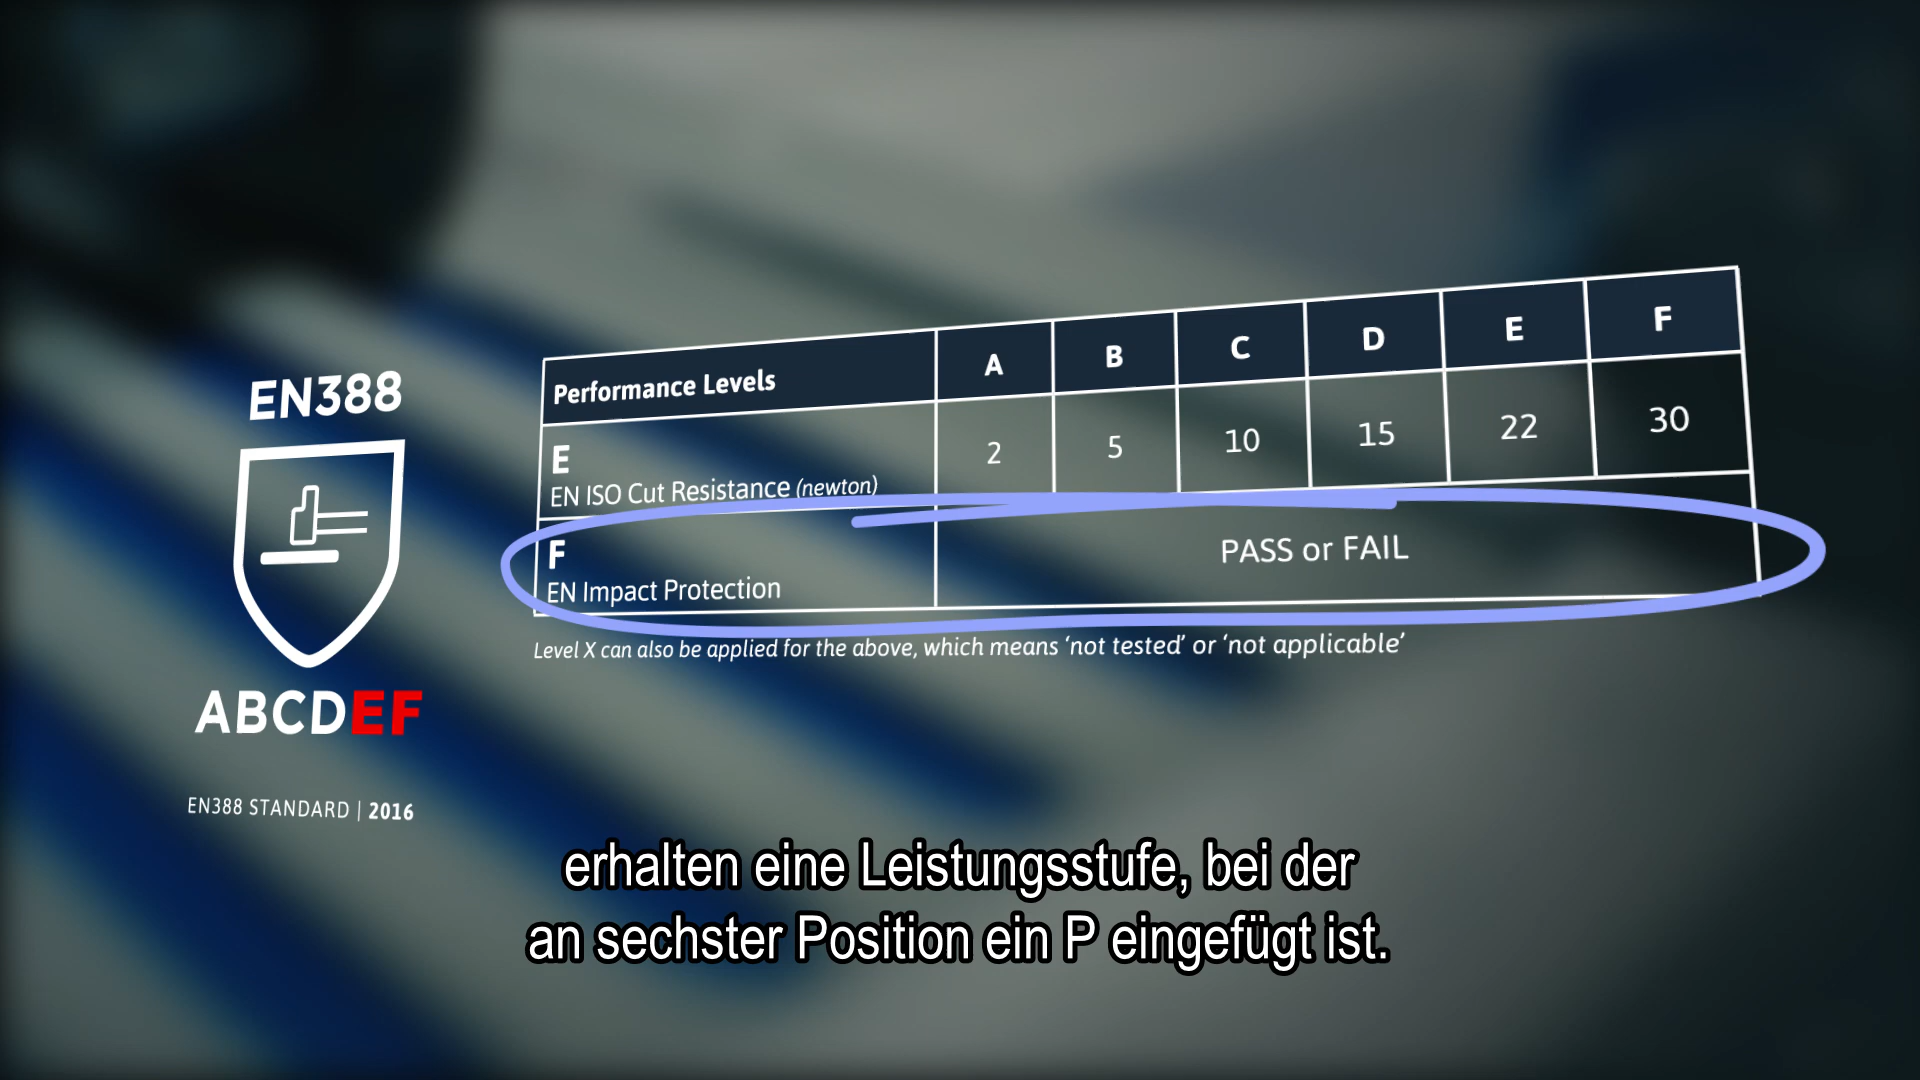 EN388
ABCDEF
EN388 STANDARD | 2016
Performance Levels A B C D E F
E
EN ISO Cut Resistance (newton) 2 5 10 15 22 30
F
EN Impact Protection PASS or FAIL
Level X can also be applied for the above, which means ‘not tested’ or ‘not applicable’
erhalten eine Leistungsstufe, bei der
an sechster Position ein P eingefügt ist.